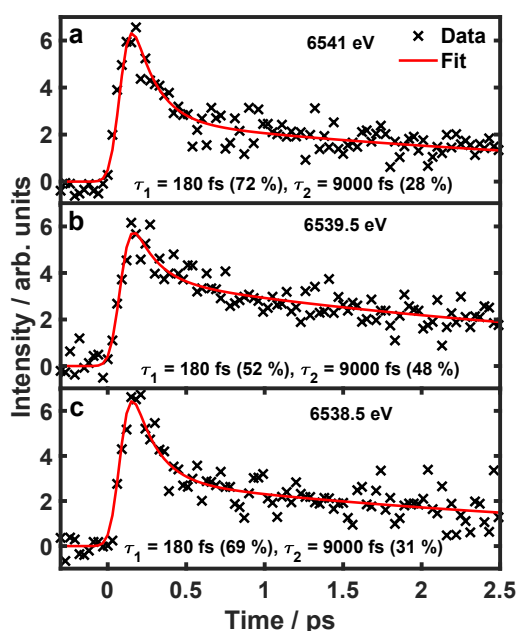 a
6541 eV
× Data
Fit
6
4
2
0
τ1 = 180 fs (72 %), τ2 = 9000 fs (28 %)
b
6539.5 eV
6
4
2
0
τ1 = 180 fs (52 %), τ2 = 9000 fs (48 %)
c
6538.5 eV
6
4
2
0
τ1 = 180 fs (69 %), τ2 = 9000 fs (31 %)
Intensity / arb. units
0 0.5 1 1.5 2 2.5
Time / ps